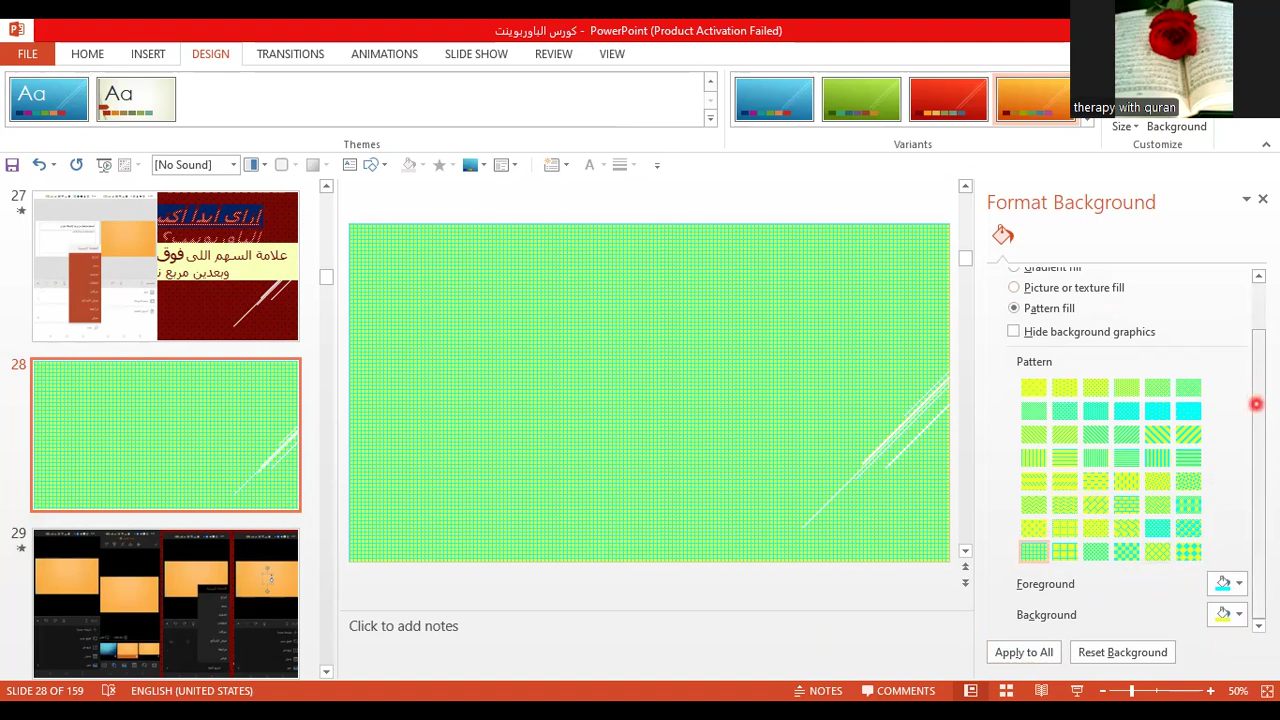 كورس الباوربوينت - PowerPoint (Product Activation Failed)
FILE HOME INSERT DESIGN TRANSITIONS ANIMATIONS SLIDE SHOW REVIEW VIEW
therapy with quran
Aa Aa
Size Background
Themes Variants Customize
[No Sound]
27
علامة السهم اللى فوق
وبعدين مربع
28
29
Format Background
Gradient fill
Picture or texture fill
Pattern fill
Hide background graphics
Pattern
Foreground
Background
Apply to All Reset Background
Click to add notes
SLIDE 28 OF 159 ENGLISH (UNITED STATES) NOTES COMMENTS 50%